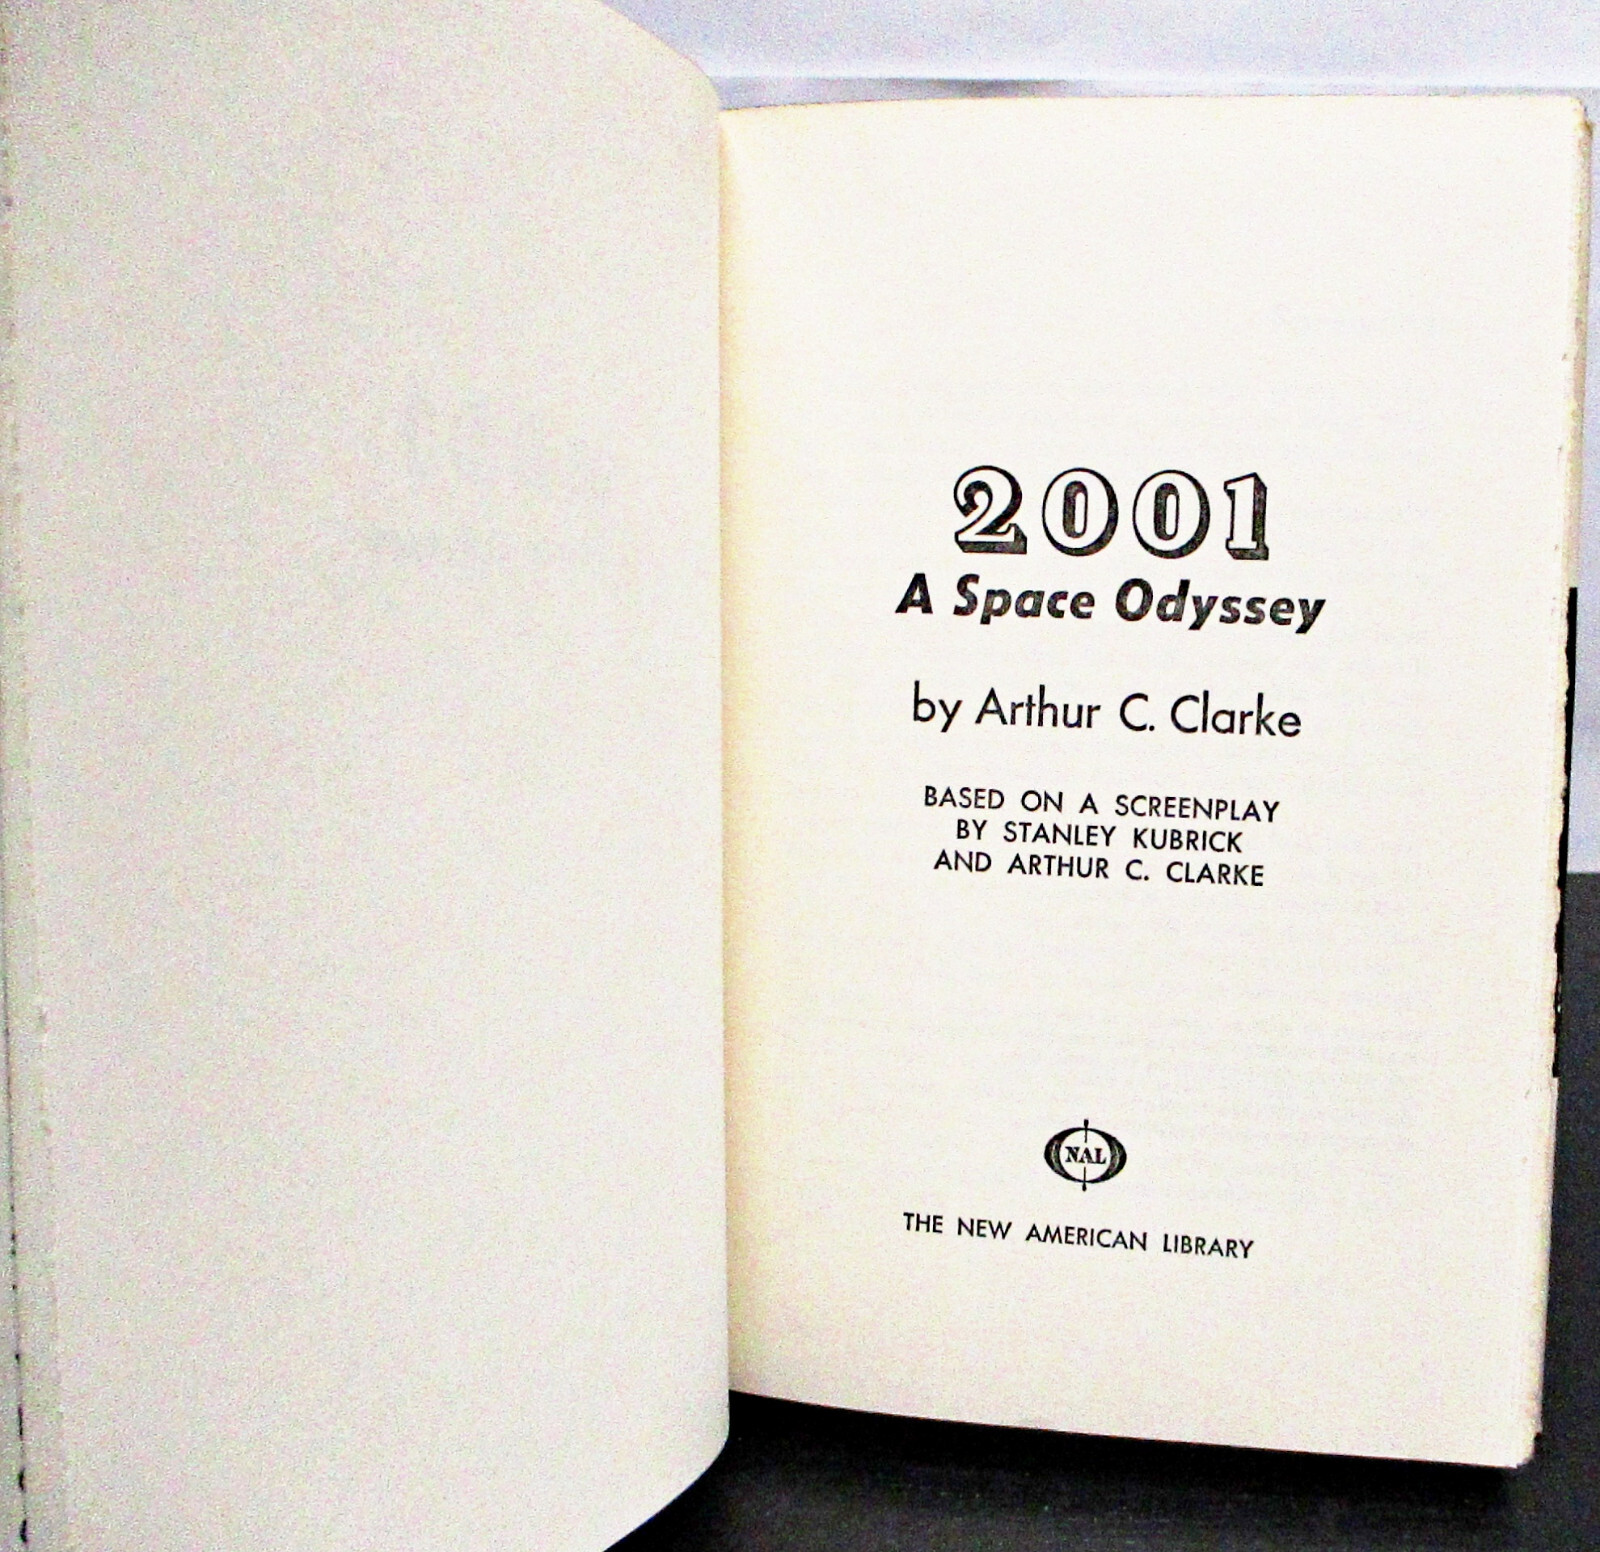 2001
A Space Odyssey
by Arthur C. Clarke
BASED ON A SCREENPLAY
BY STANLEY KUBRICK
AND ARTHUR C. CLARKE
NAL
THE NEW AMERICAN LIBRARY